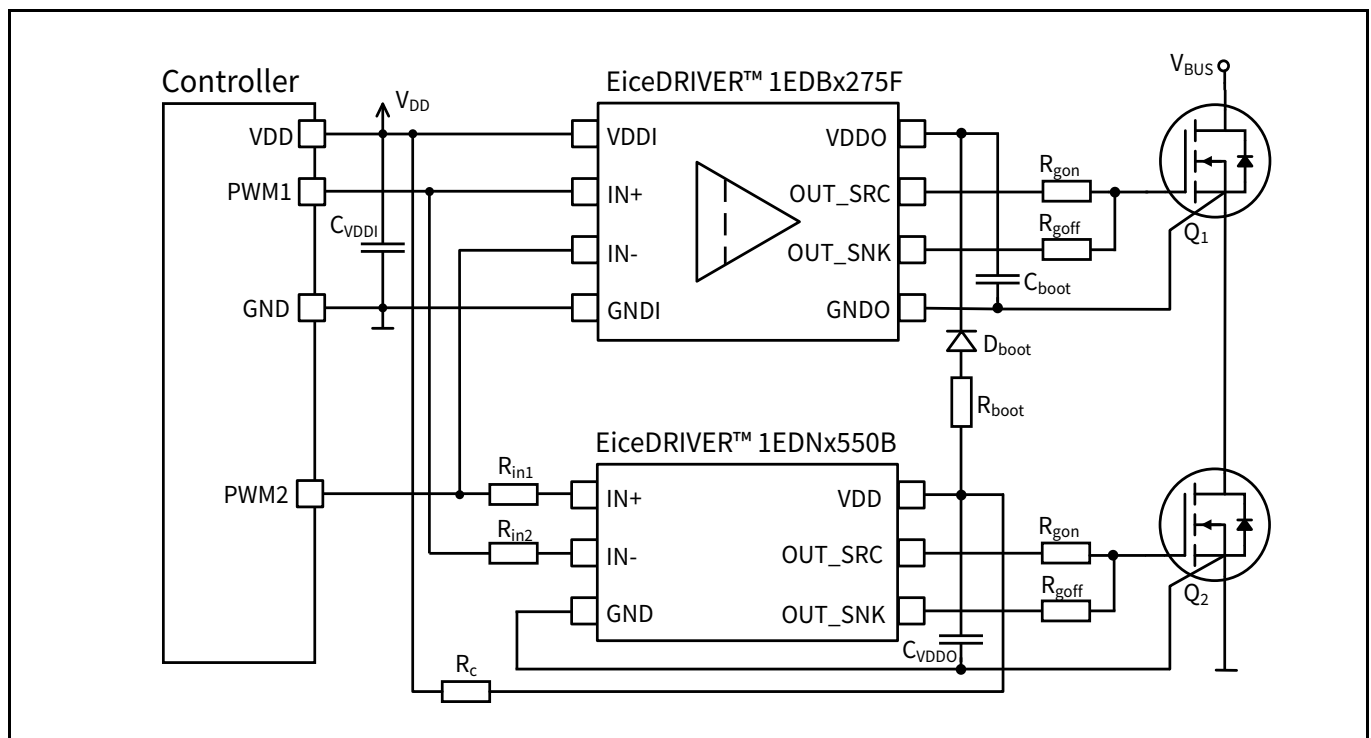 Controller
EiceDRIVER™ 1EDBx275F
VBUS
VDD
VDD
VDDI
VDDO
PWM1
IN+
OUT_SRC
Rgon
CVDDI
IN-
OUT_SNK
Rgoff
Q1
GND
GNDI
GNDO
Cboot
Dboot
Rboot
EiceDRIVER™ 1EDNx550B
PWM2
Rin1
IN+
VDD
Rin2
IN-
OUT_SRC
Rgon
GND
OUT_SNK
Rgoff
Q2
CVDDO
Rc